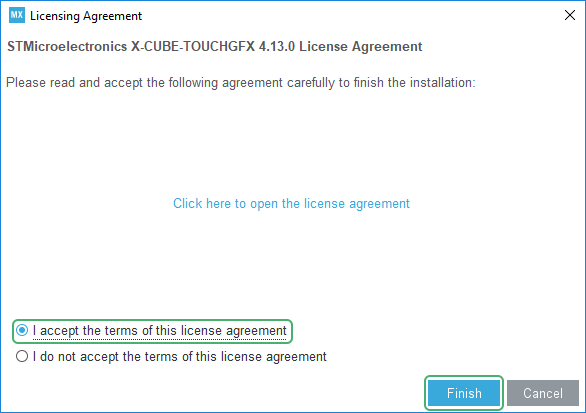 MX Licensing Agreement
STMicroelectronics X-CUBE-TOUCHGFX 4.13.0 License Agreement
Please read and accept the following agreement carefully to finish the installation:
Click here to open the license agreement
I accept the terms of this license agreement
I do not accept the terms of this license agreement
Finish Cancel